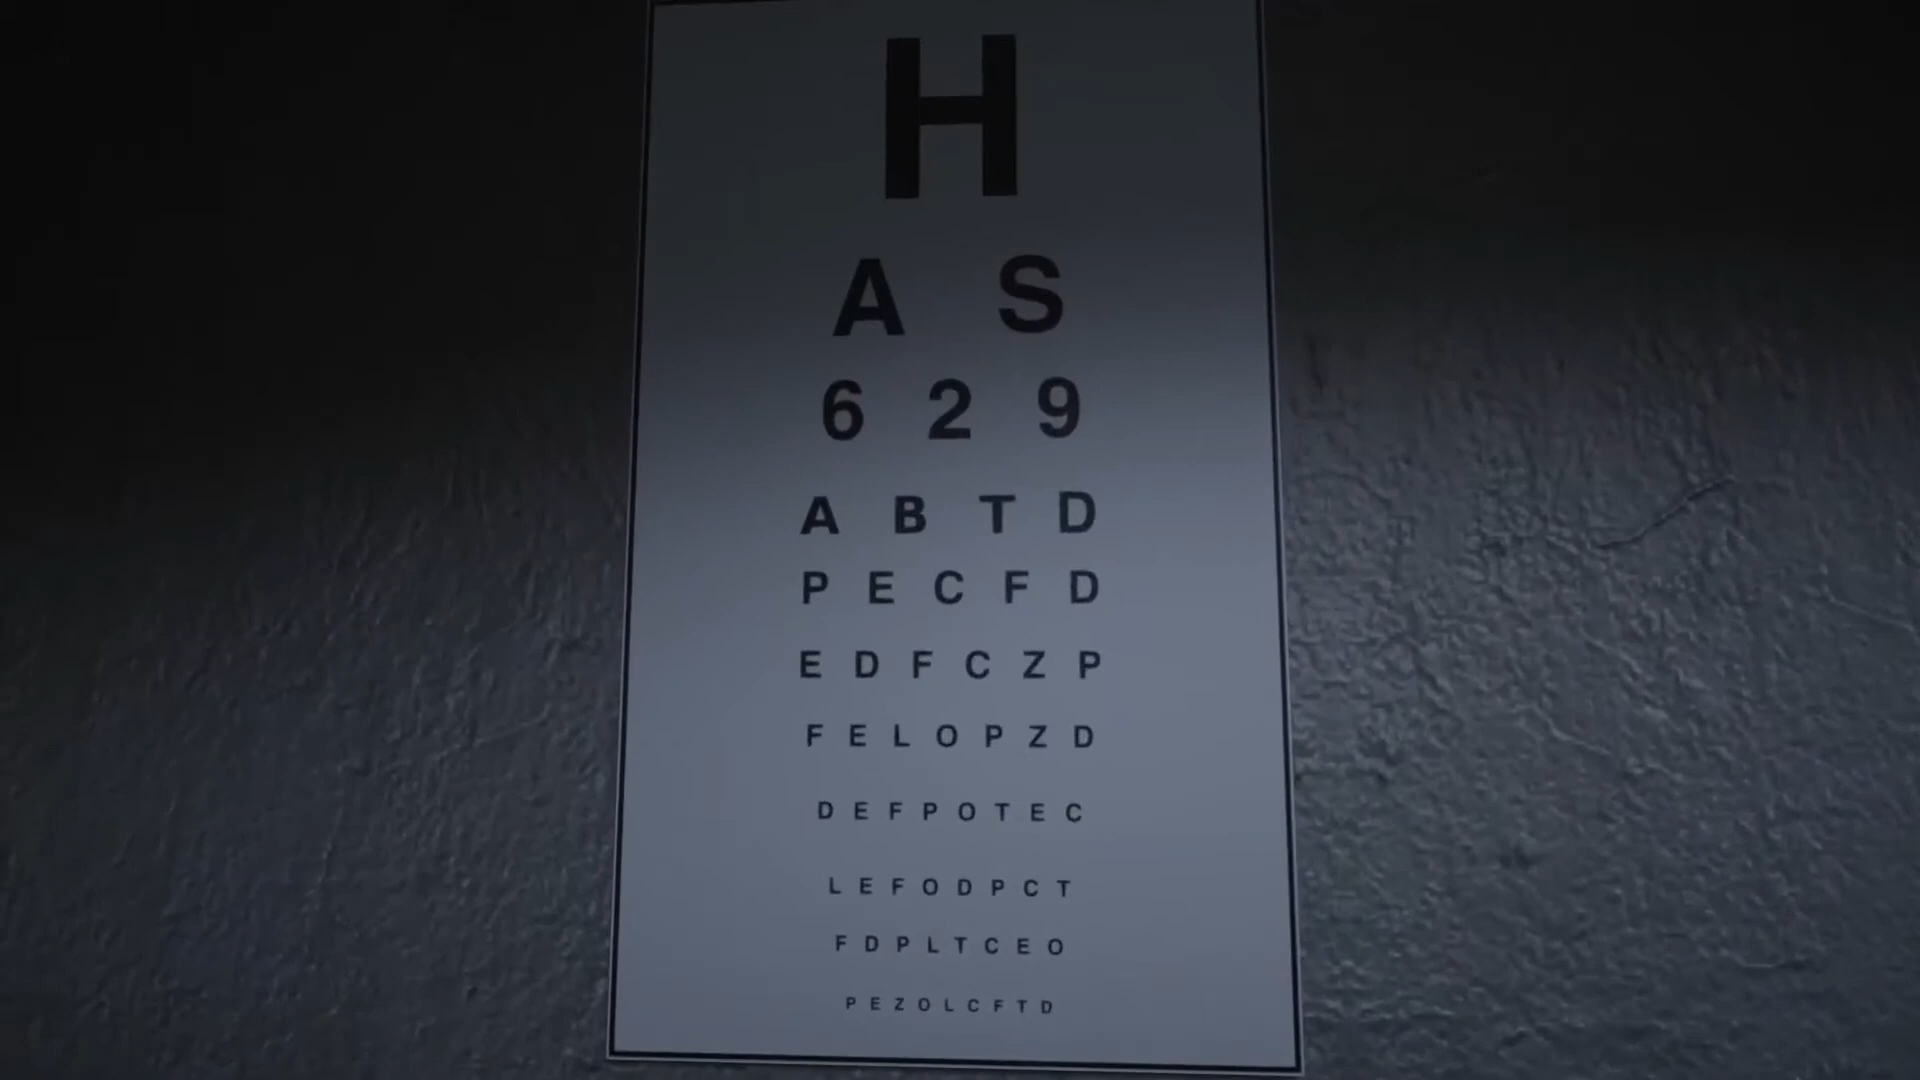 H
A S
6 2 9
A B T D
P E C F D
E D F C Z P
F E L O P Z D
D E F P O T E C
L E F O D P C T
F D P L T C E O
P E Z O L C F T D